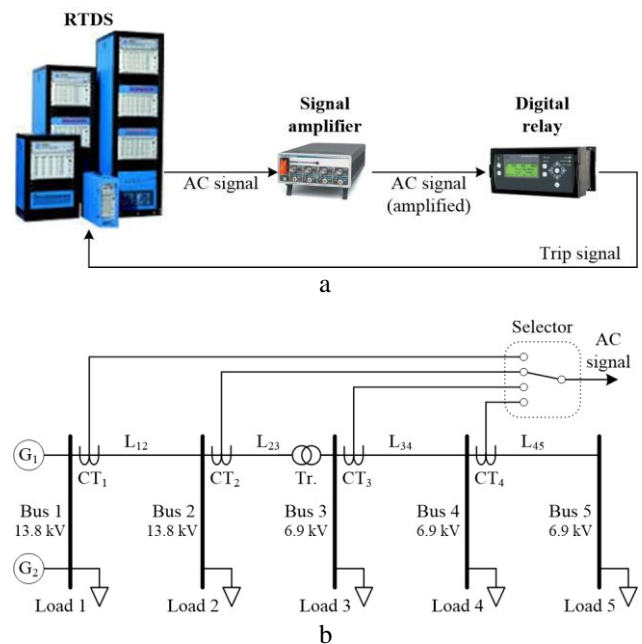 RTDS
Signal
amplifier
Digital
relay
AC signal
AC signal
(amplified)
Trip signal
a
Selector
AC
signal
G₁
L₁₂
L₂₃
L₃₄
L₄₅
CT₁
CT₂
Tr.
CT₃
CT₄
Bus 1
13.8 kV
Bus 2
13.8 kV
Bus 3
6.9 kV
Bus 4
6.9 kV
Bus 5
6.9 kV
G₂
Load 1
Load 2
Load 3
Load 4
Load 5
b